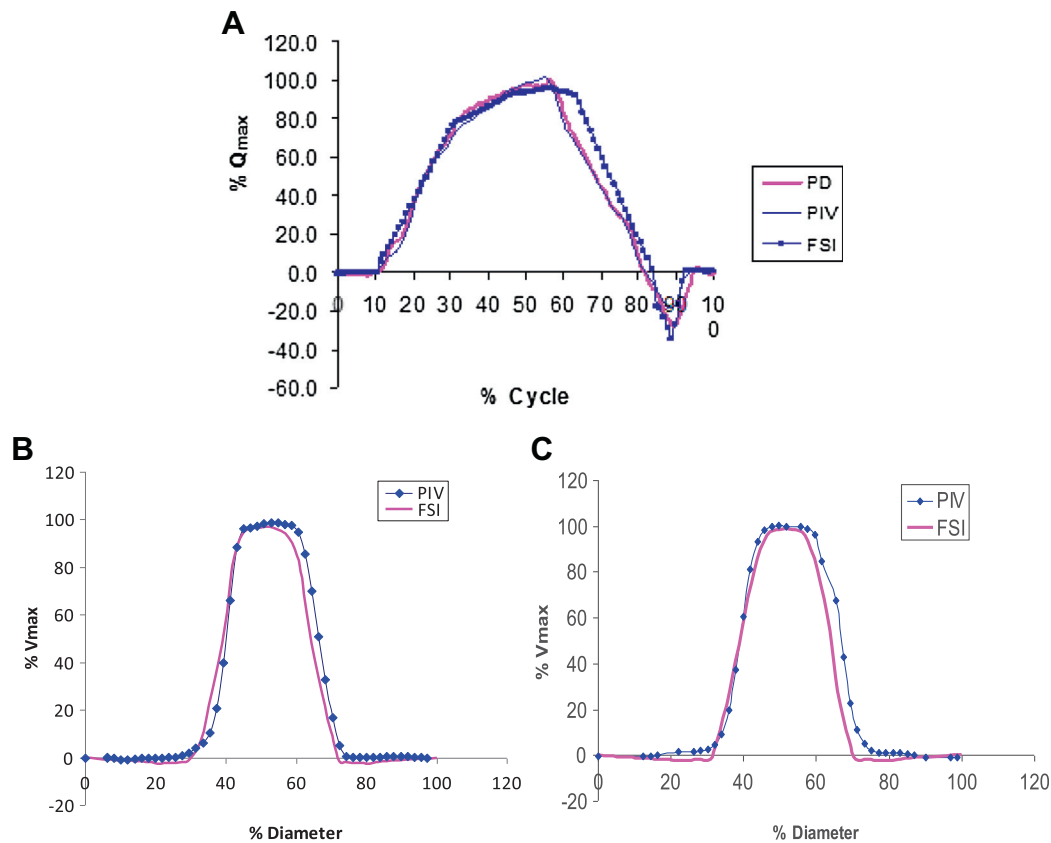 A
120.0
100.0
80.0
60.0
40.0
20.0
0.0
-20.0
-40.0
-60.0
% Qmax
0 10 20 30 40 50 60 70 80 90 10
0
% Cycle
PD
PIV
FSI
B
120
100
80
60
40
20
0
-20
% Vmax
0 20 40 60 80 100 120
% Diameter
PIV
FSI
C
120
100
80
60
40
20
0
-20
% Vmax
0 20 40 60 80 100 120
% Diameter
PIV
FSI